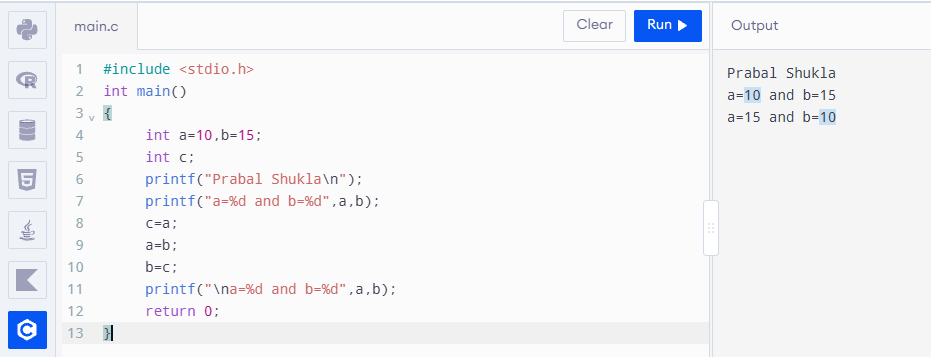 main.c
Clear
Run
Output
1 #include <stdio.h>
2 int main()
3 {
4 int a=10,b=15;
5 int c;
6 printf("Prabal Shukla\n");
7 printf("a=%d and b=%d",a,b);
8 c=a;
9 a=b;
10 b=c;
11 printf("\na=%d and b=%d",a,b);
12 return 0;
13 }
Prabal Shukla
a=10 and b=15
a=15 and b=10